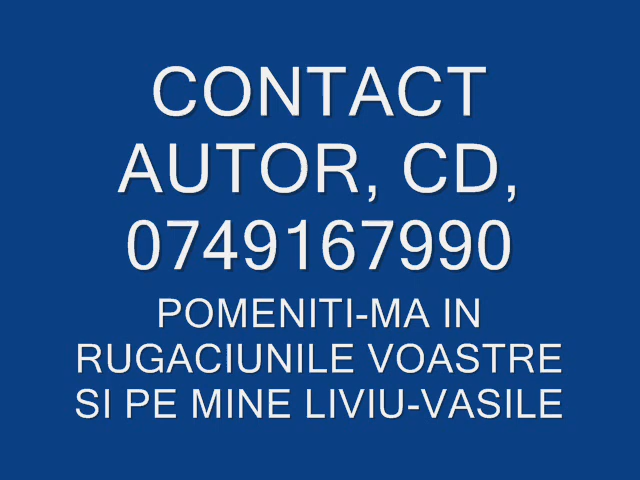 CONTACT
AUTOR, CD,
0749167990
POMENITI-MA IN
RUGACIUNILE VOASTRE
SI PE MINE LIVIU-VASILE